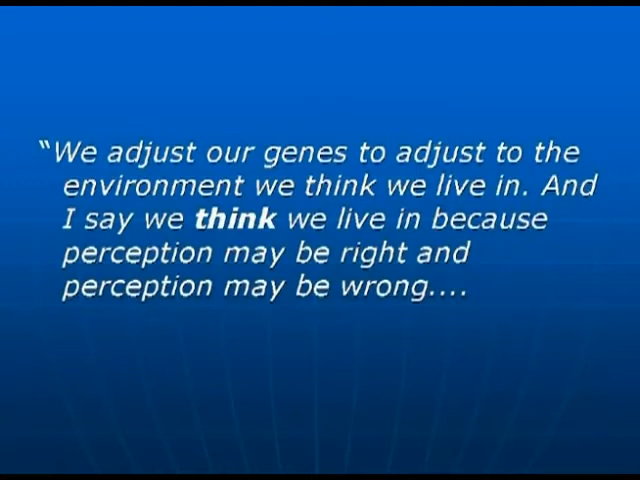 “We adjust our genes to adjust to the
environment we think we live in. And
I say we think we live in because
perception may be right and
perception may be wrong....